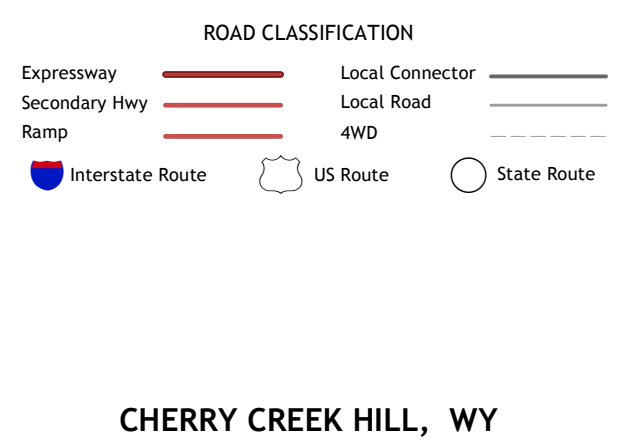 ROAD CLASSIFICATION
Expressway
Local Connector
Secondary Hwy
Local Road
Ramp
4WD
Interstate Route
US Route
State Route
CHERRY CREEK HILL, WY